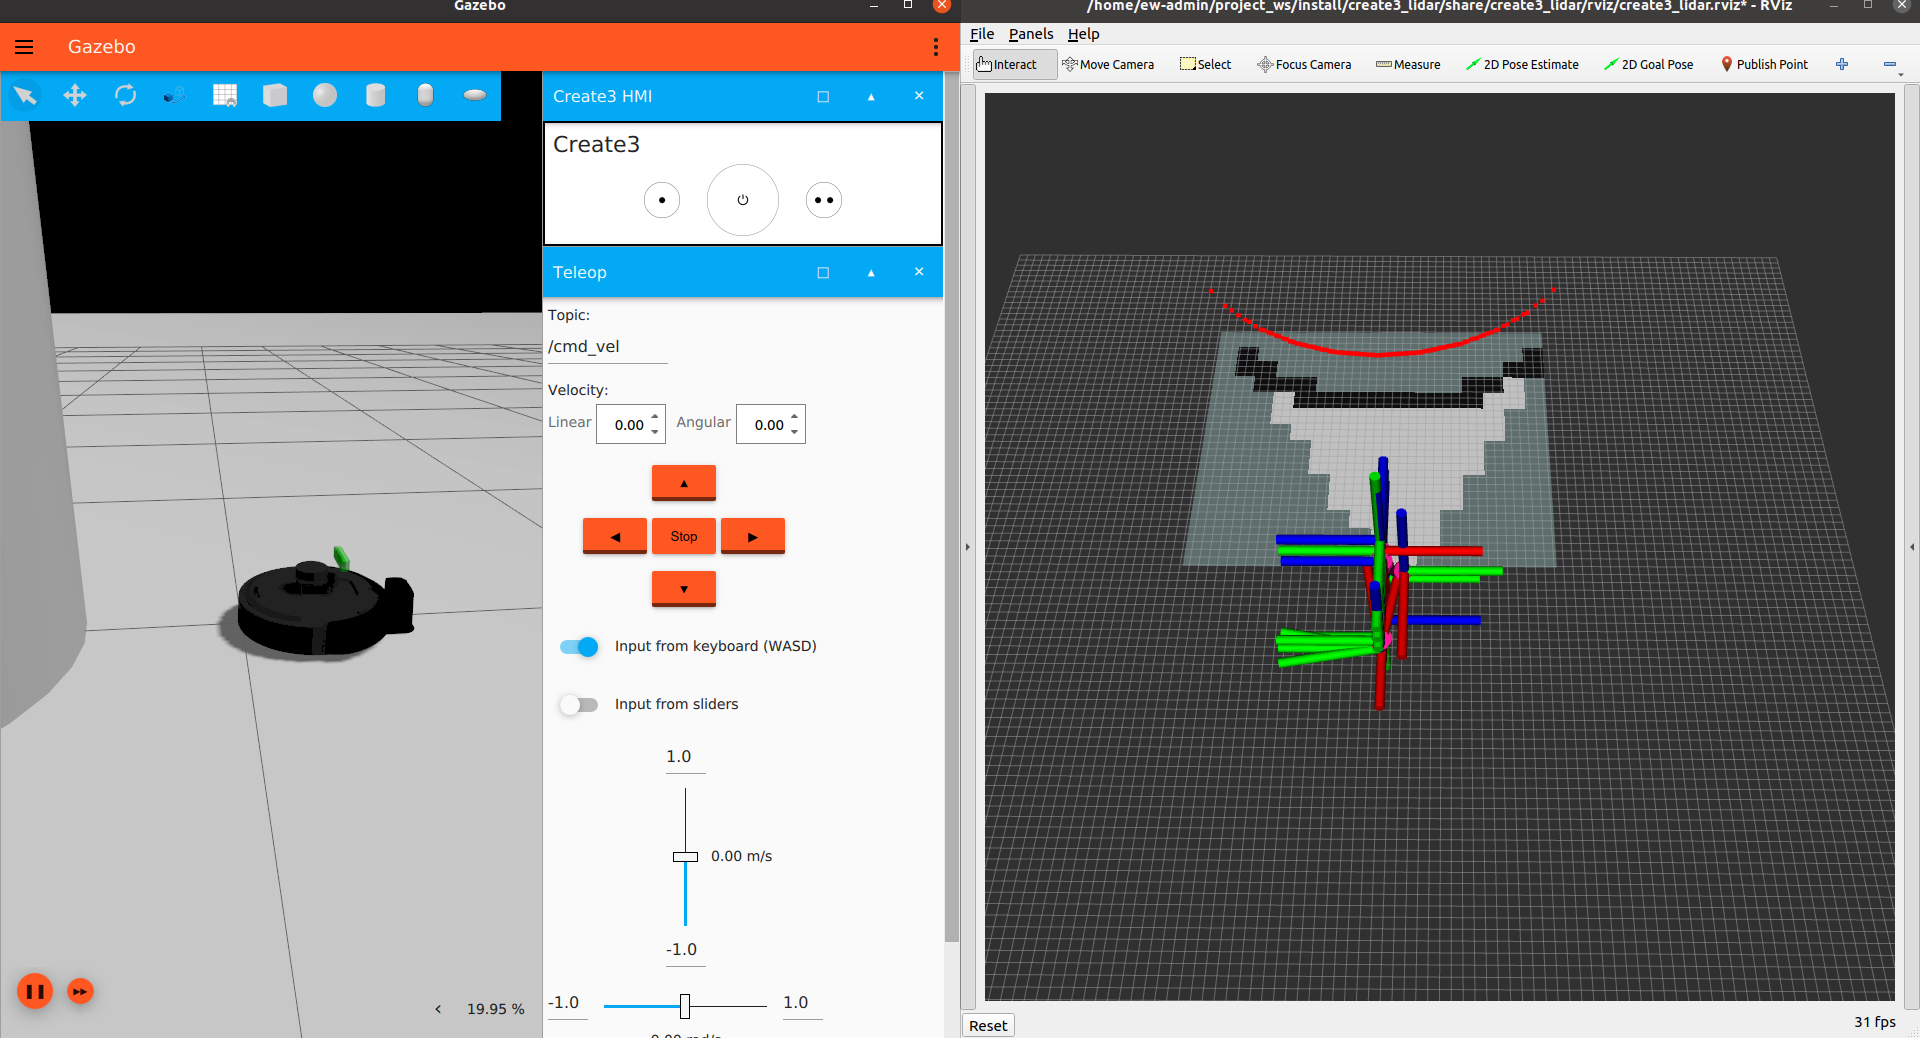 Gazebo
Gazebo
Create3 HMI
Create3
Teleop
Topic:
/cmd_vel
Velocity:
Linear 0.00 Angular 0.00
Stop
Input from keyboard (WASD)
Input from sliders
1.0
0.00 m/s
-1.0
-1.0 1.0
0.00 rad/s
19.95 %
/home/ew-admin/project_ws/install/create3_lidar/share/create3_lidar/rviz/create3_lidar.rviz* - RViz
File Panels Help
Interact Move Camera Select Focus Camera Measure 2D Pose Estimate 2D Goal Pose Publish Point
Reset
31 fps